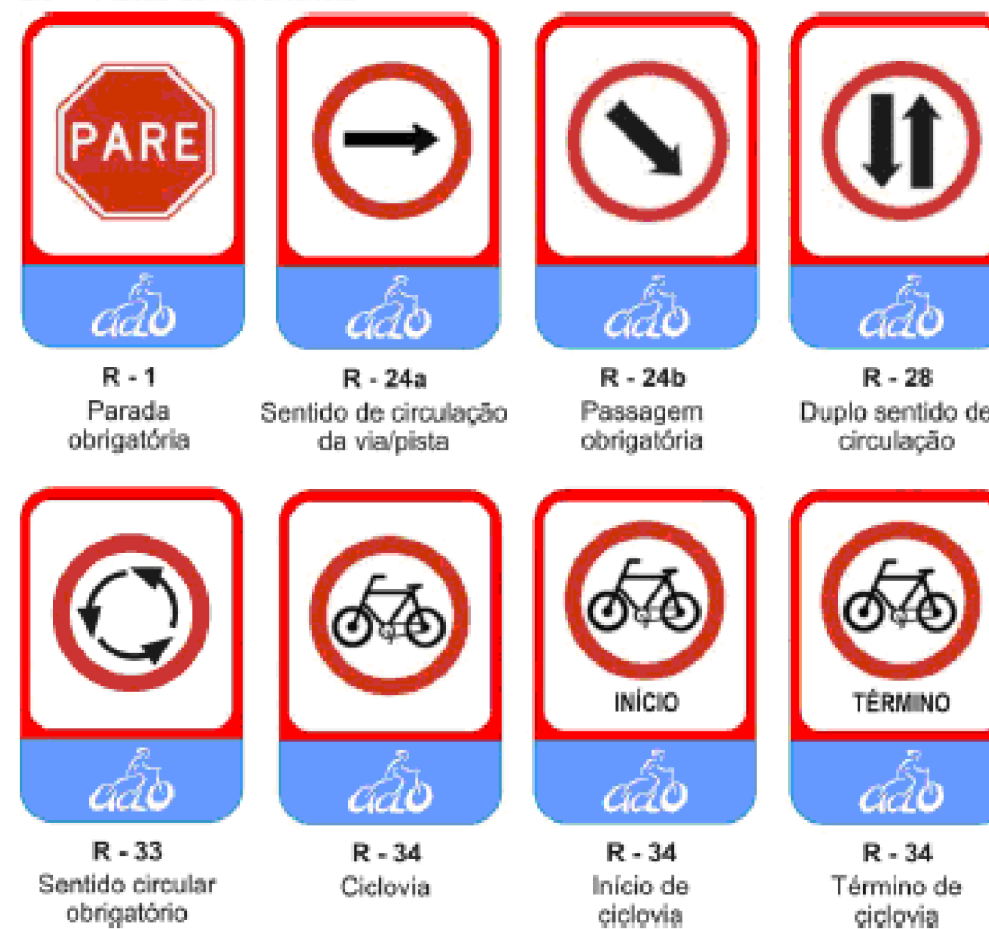 PARE
R - 1
Parada
obrigatória
R - 24a
Sentido de circulação
da via/pista
R - 24b
Passagem
obrigatória
R - 28
Duplo sentido de
circulação
R - 33
Sentido circular
obrigatório
R - 34
Ciclovia
INÍCIO
R - 34
Início de
ciclovia
TÉRMINO
R - 34
Término de
ciclovia